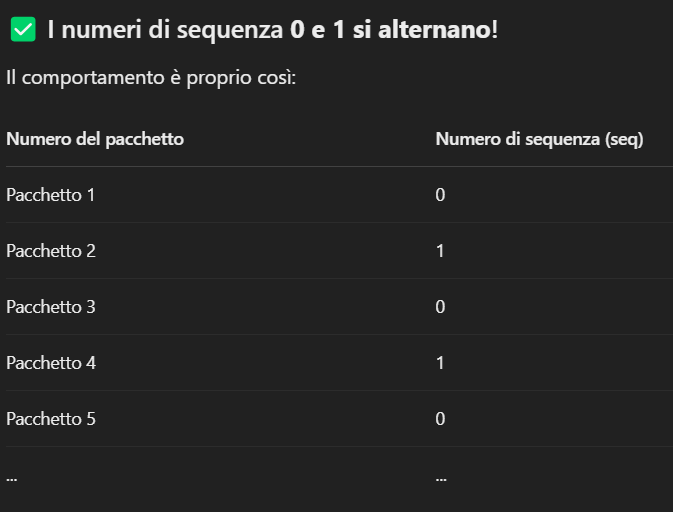 ✅ I numeri di sequenza 0 e 1 si alternano!
Il comportamento è proprio così:
Numero del pacchetto Numero di sequenza (seq)
Pacchetto 1 0
Pacchetto 2 1
Pacchetto 3 0
Pacchetto 4 1
Pacchetto 5 0
... ...